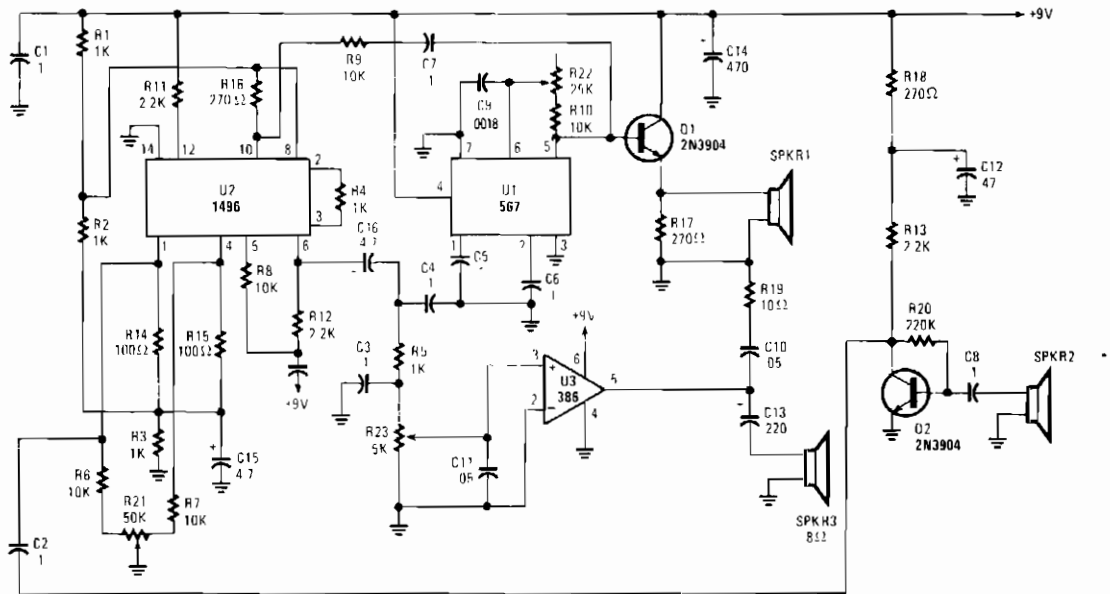 +9V
C1
1
R1
1K
R11
2.2K
R16
270Ω
R9
10K
C7
1
C9
.0018
R22
25K
R10
10K
C14
470
R18
270Ω
Q1
2N3904
SPKR1
C12
47
14
12
10
8
2
3
U2
1496
R4
1K
7
6
5
4
U1
567
1
2
3
R2
1K
1
4
5
6
C16
4.7
R17
270Ω
R13
2.2K
R8
10K
C5
C4
1
C6
1
R19
10Ω
R14
100Ω
R15
100Ω
R12
2.2K
+9V
R20
220K
C3
1
R5
1K
+9V
3
+
6
U3
386
5
2
−
4
C10
.05
C8
1
SPKR2
R3
1K
C15
4.7
R23
5K
C13
220
Q2
2N3904
R6
10K
R21
50K
R7
10K
.05
C2
1
SPKR3
8Ω